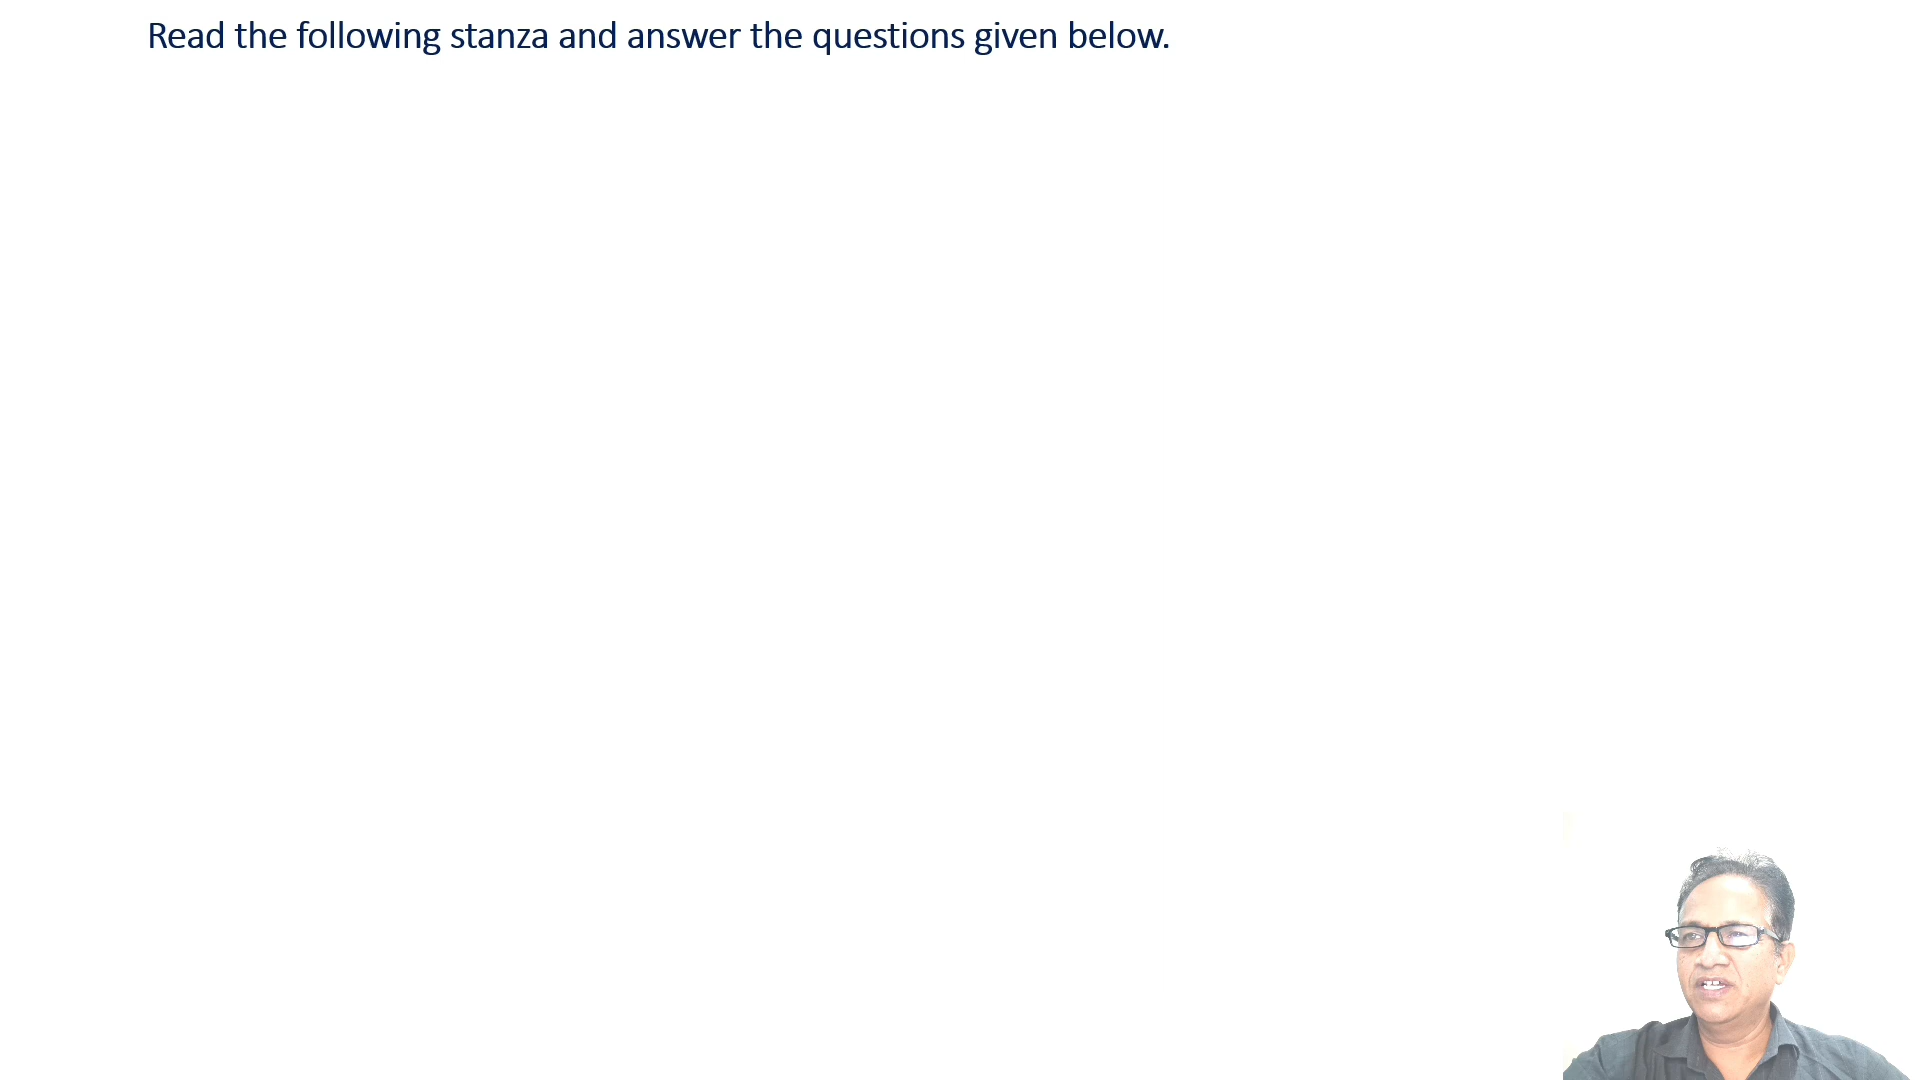 Read the following stanza and answer the questions given below.